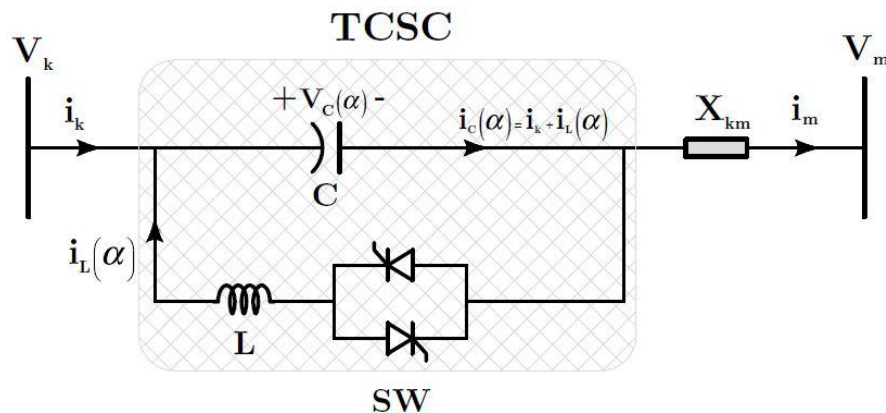 TCSC
V_k
V_m
+ V_C(α) -
i_k
i_C(α)=i_k+i_L(α)
X_km
i_m
C
i_L(α)
L
SW